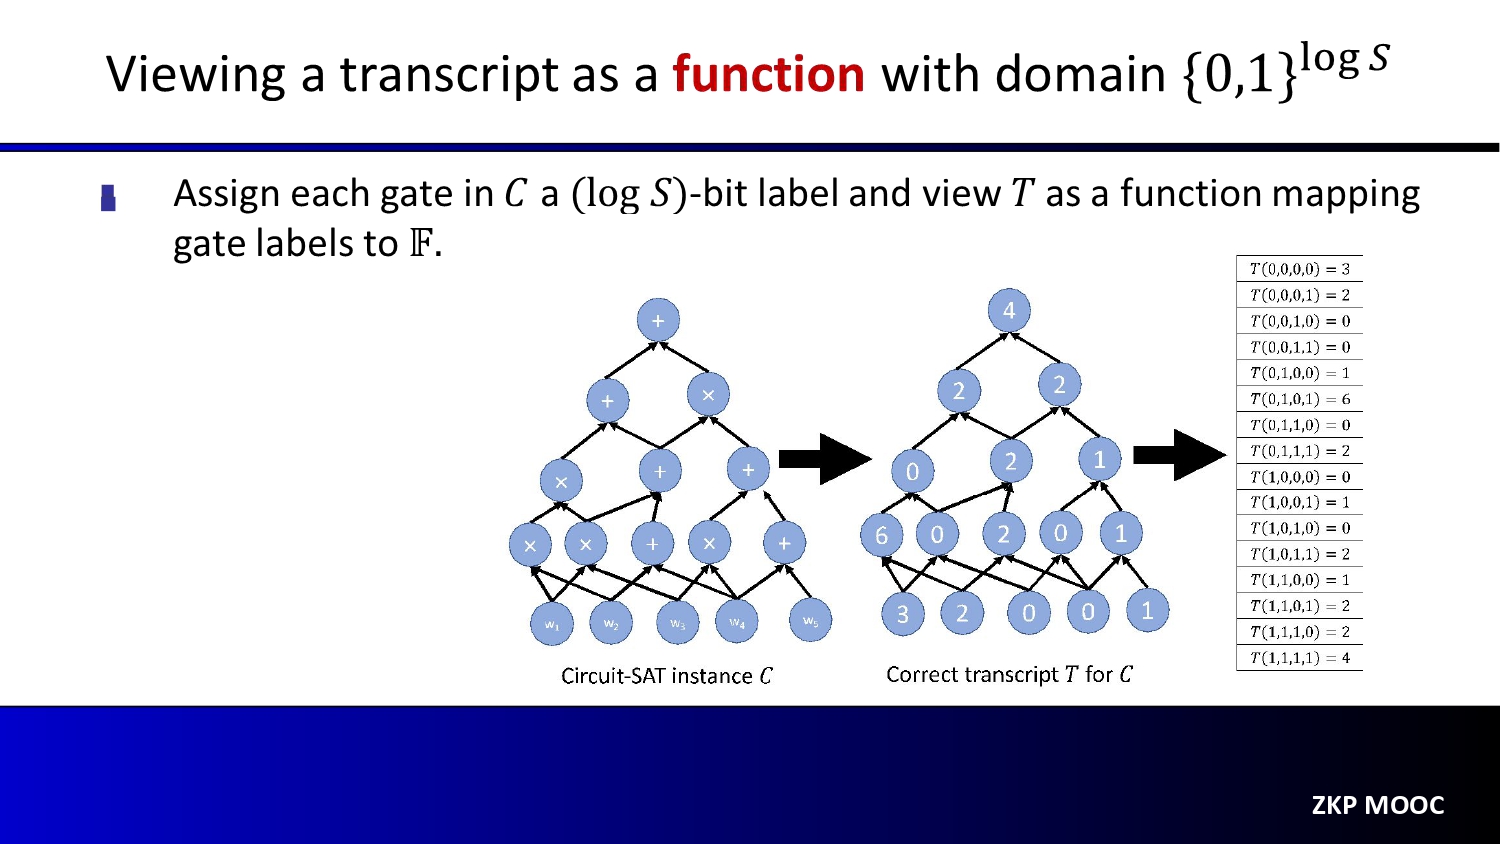 Viewing a transcript as a function with domain {0,1}^{log S}
Assign each gate in C a (log S)-bit label and view T as a function mapping
gate labels to 𝔽.
+
+ ×
× + +
× × + × +
w₁ w₂ w₃ w₄ w₅
Circuit-SAT instance C
4
2 2
0 2 1
6 0 2 0 1
3 2 0 0 1
Correct transcript T for C
T(0,0,0,0) = 3
T(0,0,0,1) = 2
T(0,0,1,0) = 0
T(0,0,1,1) = 0
T(0,1,0,0) = 1
T(0,1,0,1) = 6
T(0,1,1,0) = 0
T(0,1,1,1) = 2
T(1,0,0,0) = 0
T(1,0,0,1) = 1
T(1,0,1,0) = 0
T(1,0,1,1) = 2
T(1,1,0,0) = 1
T(1,1,0,1) = 2
T(1,1,1,0) = 2
T(1,1,1,1) = 4
ZKP MOOC